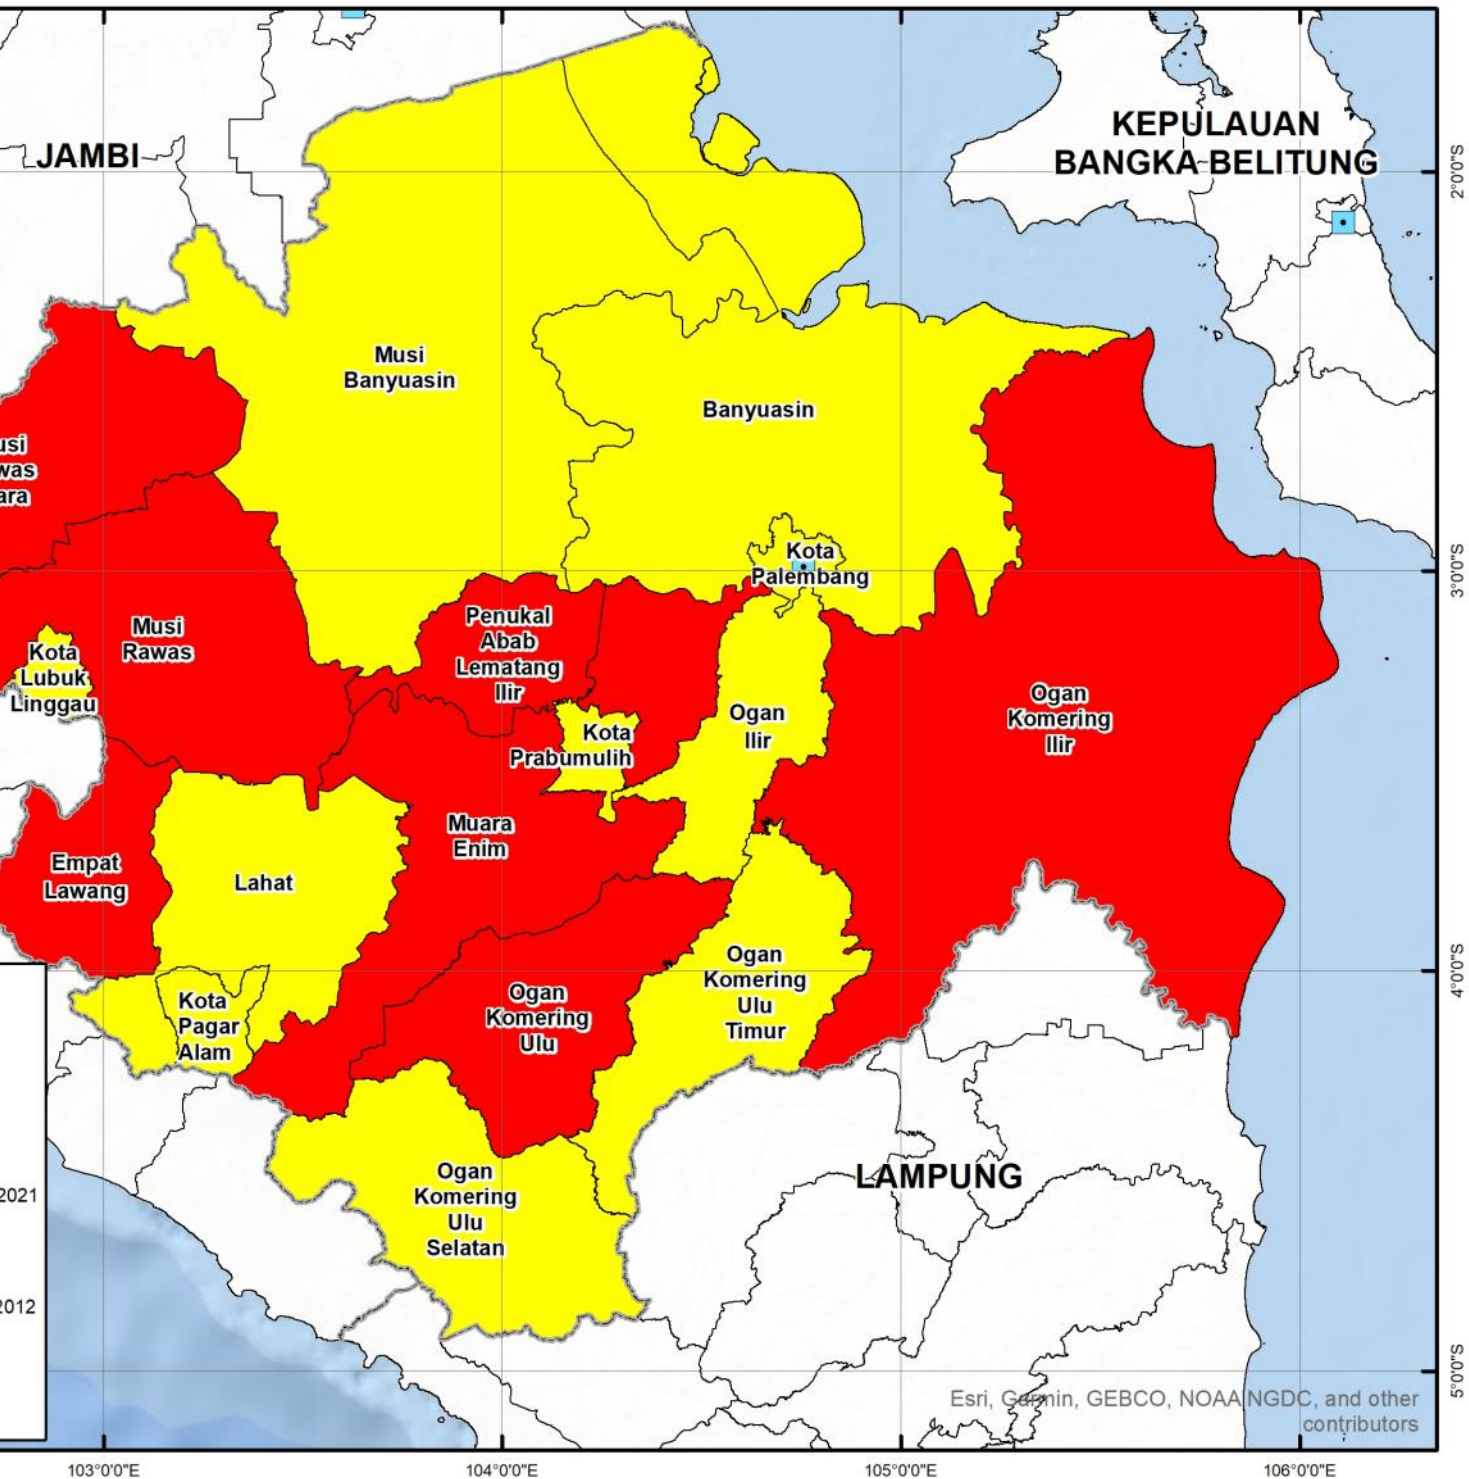 JAMBI
KEPULAUAN
BANGKA BELITUNG
2°0'0"S
Musi
Banyuasin
Banyuasin
usi
was
ara
Kota
Palembang
3°0'0"S
Penukal
Abab
Lematang
Ilir
Musi
Rawas
Kota
Lubuk
Linggau
Ogan
Ilir
Ogan
Komering
Ilir
Kota
Prabumulih
Muara
Enim
Empat
Lawang
Lahat
Ogan
Komering
Ulu
Timur
4°0'0"S
Kota
Pagar
Alam
Ogan
Komering
Ulu
Ogan
Komering
Ulu
Selatan
LAMPUNG
2021
2012
5°0'0"S
Esri, Garmin, GEBCO, NOAA NGDC, and other
contributors
103°0'0"E
104°0'0"E
105°0'0"E
106°0'0"E